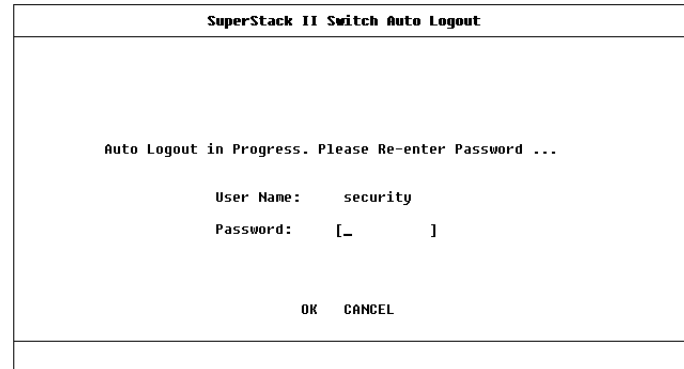 SuperStack II Switch Auto Logout
Auto Logout in Progress. Please Re-enter Password ...
User Name: security
Password: [_ ]
OK CANCEL